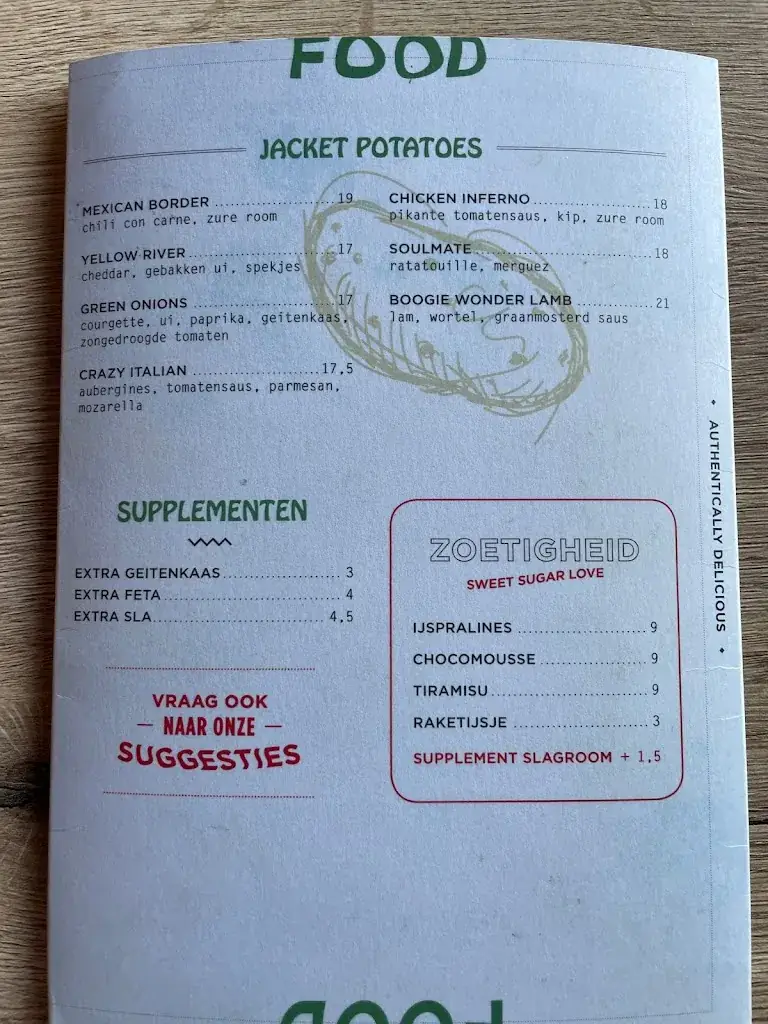 FOOD
JACKET POTATOES
MEXICAN BORDER 19
chili con carne, zure room
YELLOW RIVER 17
cheddar, gebakken ui, spekjes
GREEN ONIONS 17
courgette, ui, paprika, geitenkaas,
zongedroogde tomaten
CRAZY ITALIAN 17,5
aubergines, tomatensaus, parmesan,
mozarella
CHICKEN INFERNO 18
pikante tomatensaus, kip, zure room
SOULMATE 18
ratatouille, merguez
BOOGIE WONDER LAMB 21
lam, wortel, graanmosterd saus
SUPPLEMENTEN
EXTRA GEITENKAAS 3
EXTRA FETA 4
EXTRA SLA 4,5
VRAAG OOK
NAAR ONZE
SUGGESTIES
ZOETIGHEID
SWEET SUGAR LOVE
IJSPRALINES 9
CHOCOMOUSSE 9
TIRAMISU 9
RAKETIJSJE 3
SUPPLEMENT SLAGROOM + 1,5
AUTHENTICALLY DELICIOUS
FOOD